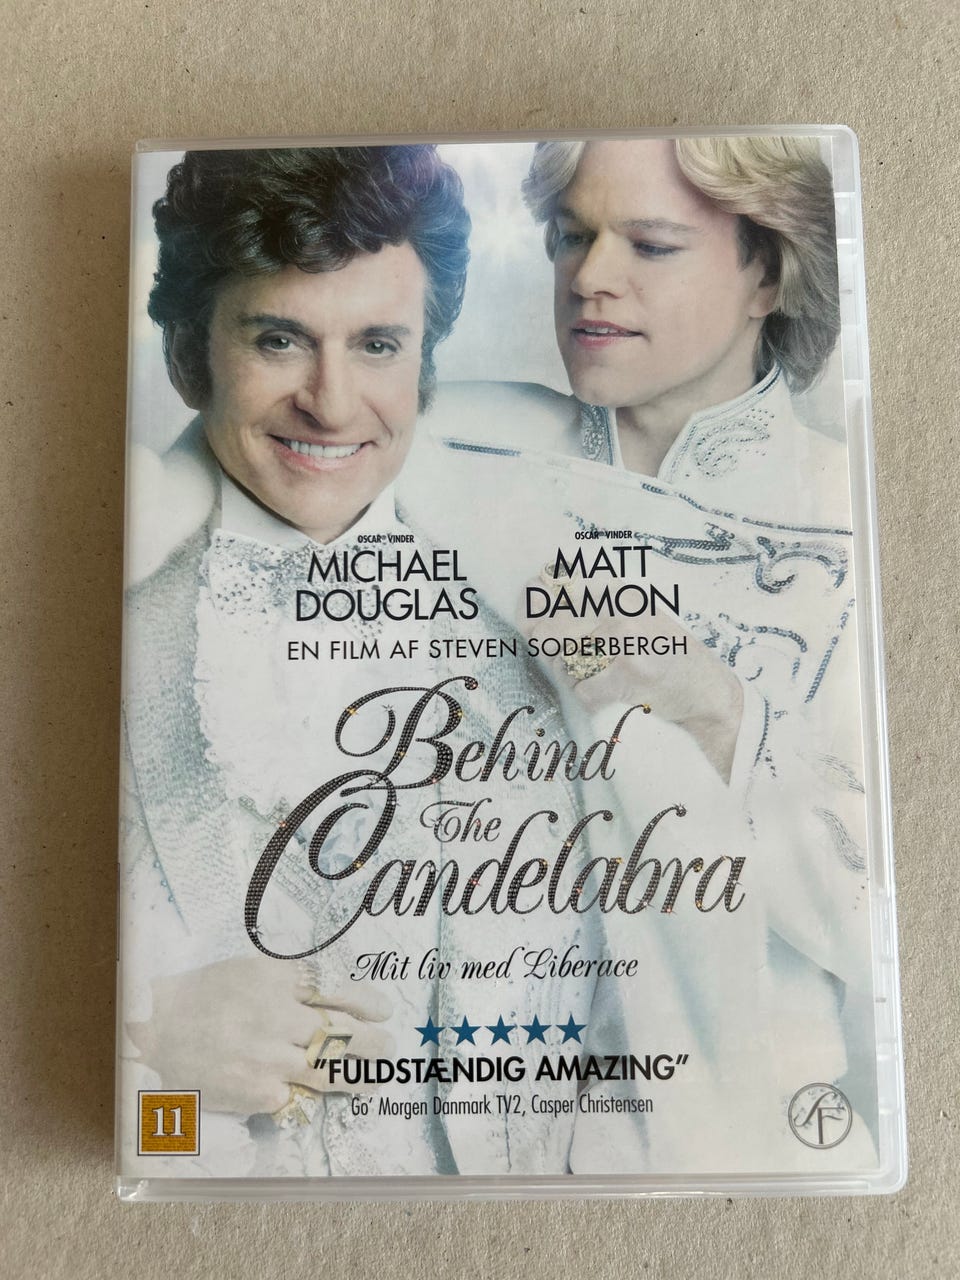 OSCAR® VINDER
MICHAEL
DOUGLAS
OSCAR® VINDER
MATT
DAMON
EN FILM AF STEVEN SODERBERGH
Behind
The
Candelabra
Mit liv med Liberace
"FULDSTÆNDIG AMAZING"
Go' Morgen Danmark TV2, Casper Christensen
11
SF